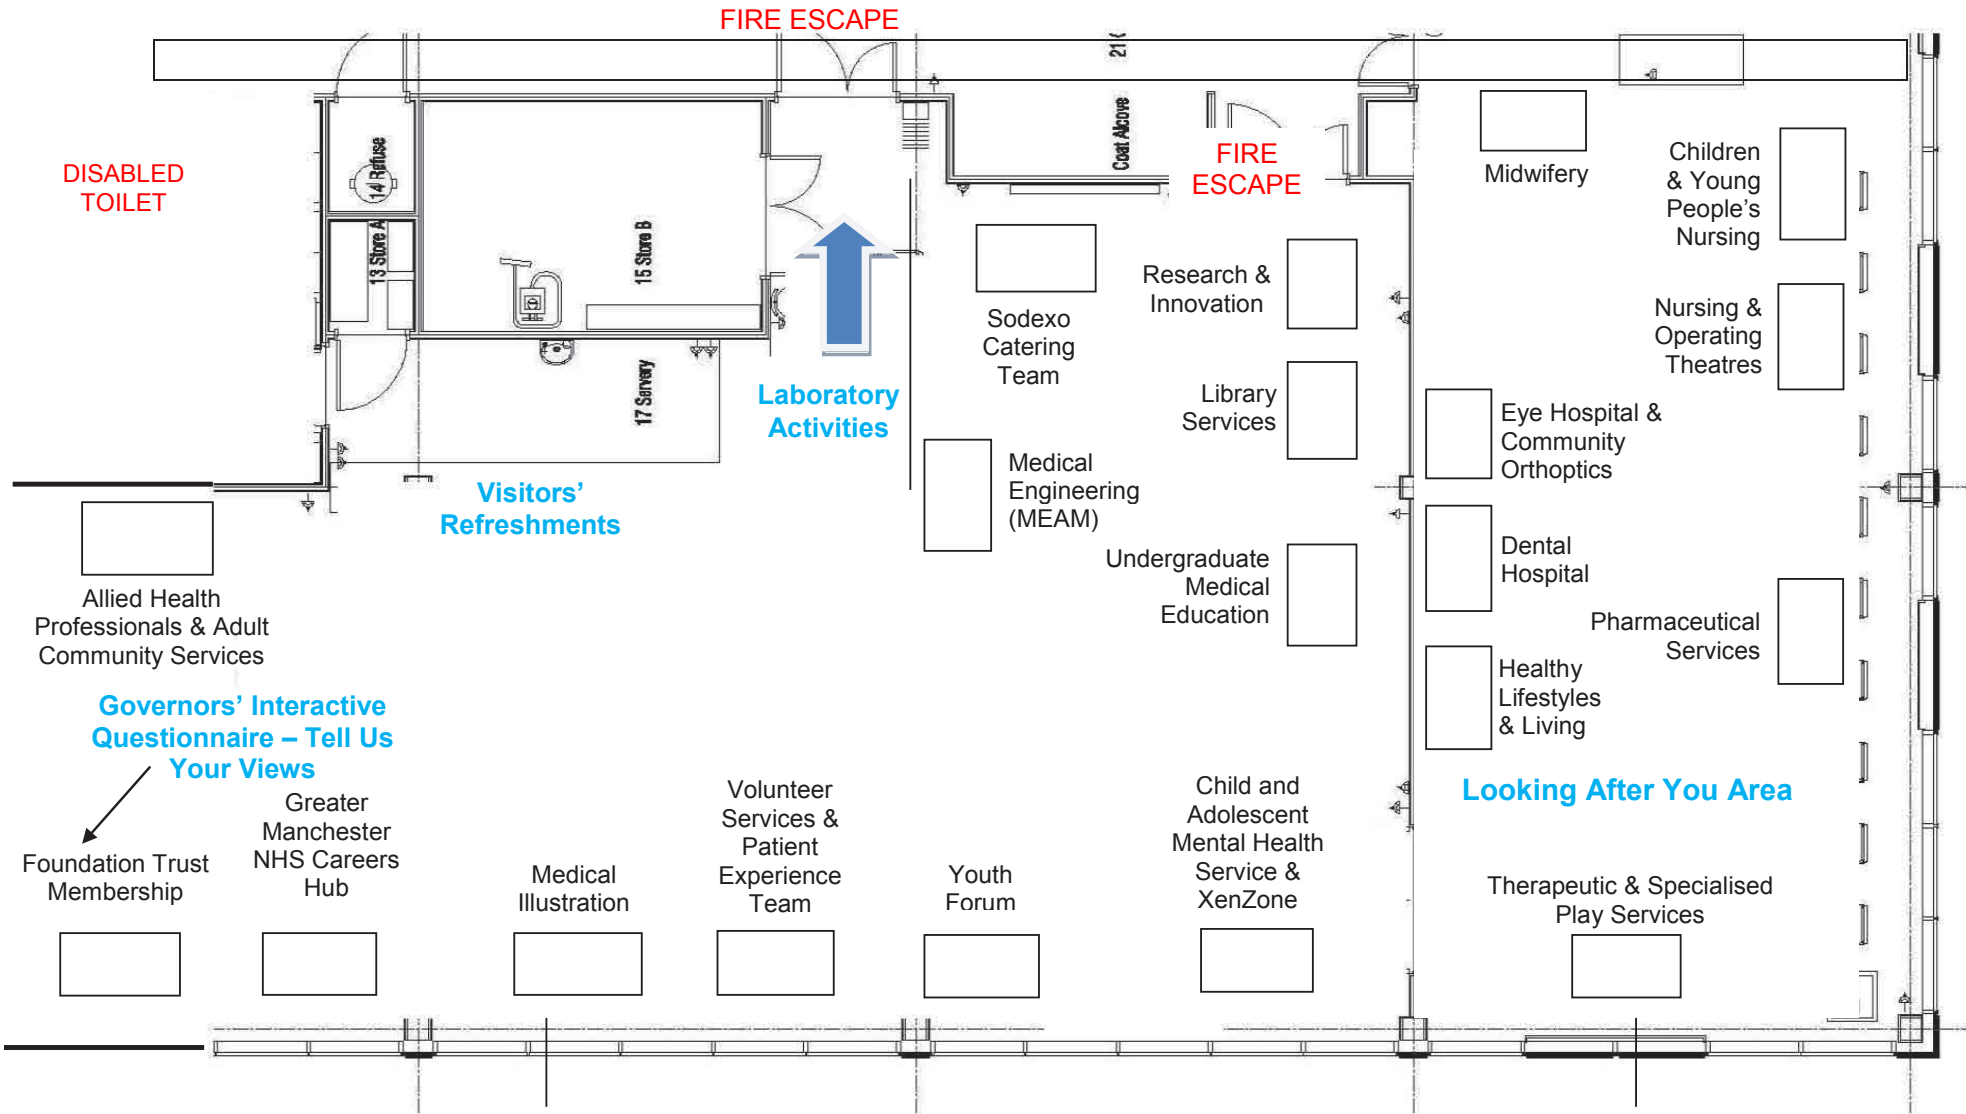 FIRE ESCAPE
21 C
Coat Alcove
DISABLED
TOILET
14 Refuse
13 Store A
15 Store B
17 Servery
FIRE
ESCAPE
Midwifery
Children
& Young
People’s
Nursing
Sodexo
Catering
Team
Research &
Innovation
Nursing &
Operating
Theatres
Laboratory
Activities
Library
Services
Eye Hospital &
Community
Orthoptics
Visitors’
Refreshments
Medical
Engineering
(MEAM)
Undergraduate
Medical
Education
Dental
Hospital
Allied Health
Professionals & Adult
Community Services
Pharmaceutical
Services
Healthy
Lifestyles
& Living
Governors’ Interactive
Questionnaire – Tell Us
Your Views
Looking After You Area
Foundation Trust
Membership
Greater
Manchester
NHS Careers
Hub
Medical
Illustration
Volunteer
Services &
Patient
Experience
Team
Youth
Forum
Child and
Adolescent
Mental Health
Service &
XenZone
Therapeutic & Specialised
Play Services